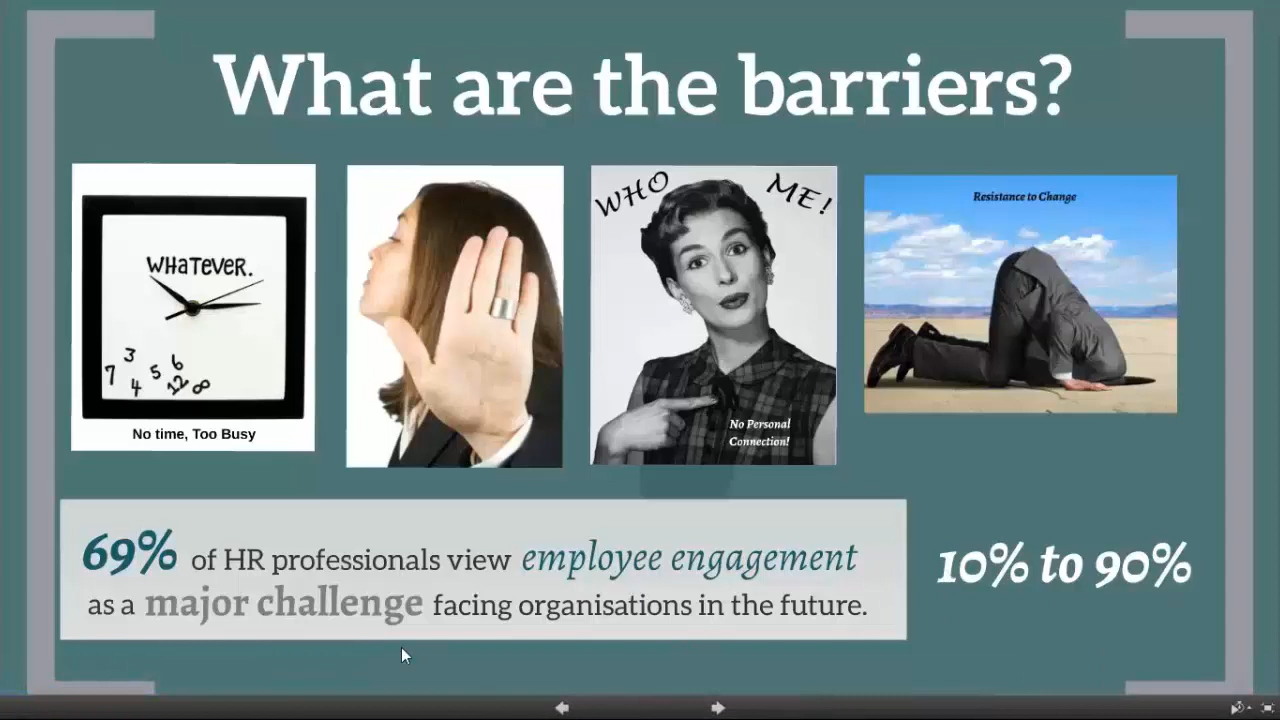 What are the barriers?
WHaTEVER.
3
6
7
5
4
12
8
No time, Too Busy
WHO ME!
No Personal
Connection!
Resistance to Change
69% of HR professionals view employee engagement
as a major challenge facing organisations in the future.
10% to 90%